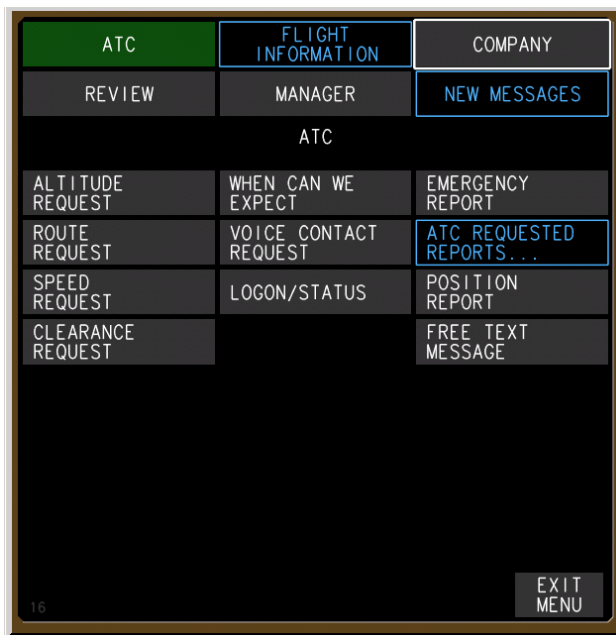 ATC
FLIGHT
INFORMATION
COMPANY
REVIEW
MANAGER
NEW MESSAGES
ATC
ALTITUDE
REQUEST
WHEN CAN WE
EXPECT
EMERGENCY
REPORT
ROUTE
REQUEST
VOICE CONTACT
REQUEST
ATC REQUESTED
REPORTS...
SPEED
REQUEST
LOGON/STATUS
POSITION
REPORT
CLEARANCE
REQUEST
FREE TEXT
MESSAGE
16
EXIT
MENU